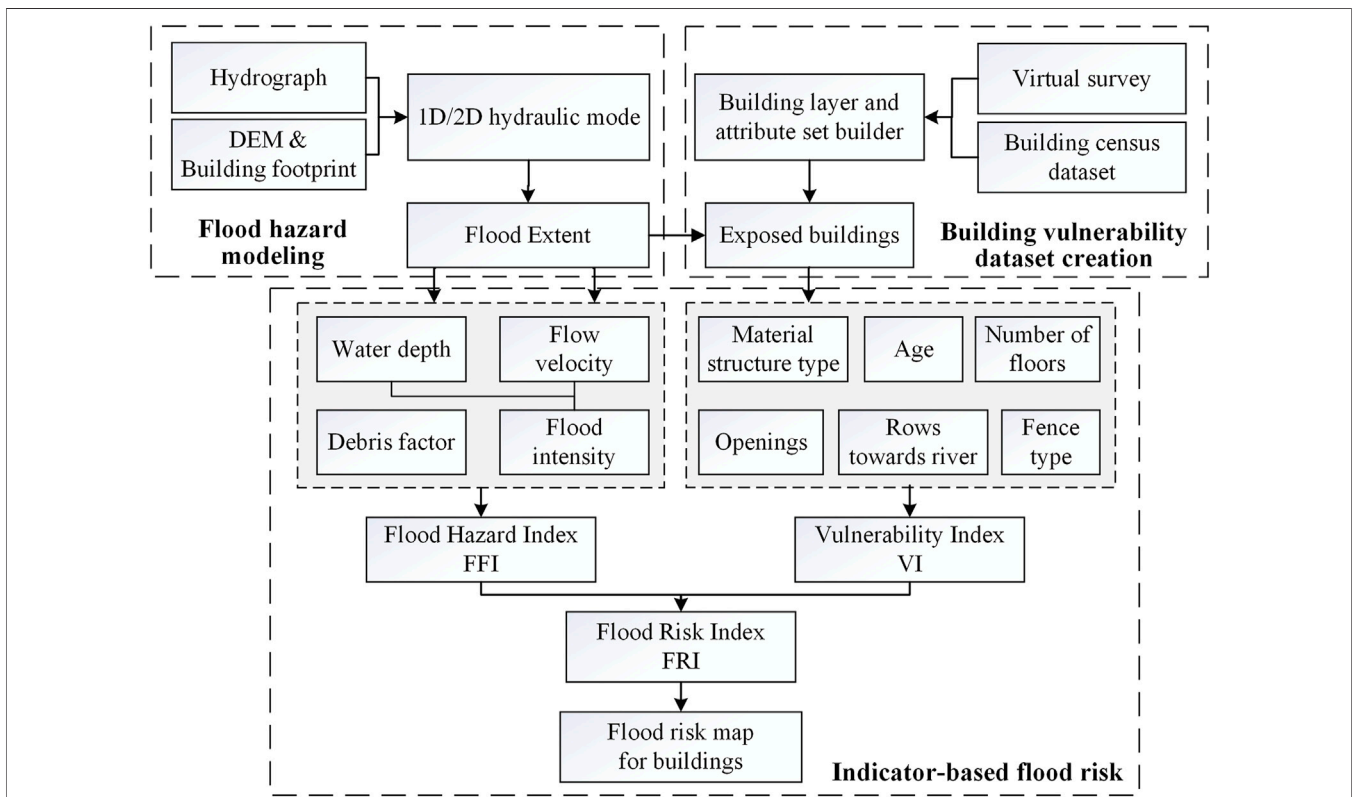 Hydrograph
DEM &
Building footprint
1D/2D hydraulic mode
Flood hazard
modeling
Flood Extent
Building layer and
attribute set builder
Virtual survey
Building census
dataset
Exposed buildings
Building vulnerability
dataset creation
Water depth
Flow
velocity
Debris factor
Flood
intensity
Material
structure type
Age
Number of
floors
Openings
Rows
towards river
Fence
type
Flood Hazard Index
FFI
Vulnerability Index
VI
Flood Risk Index
FRI
Flood risk map
for buildings
Indicator-based flood risk